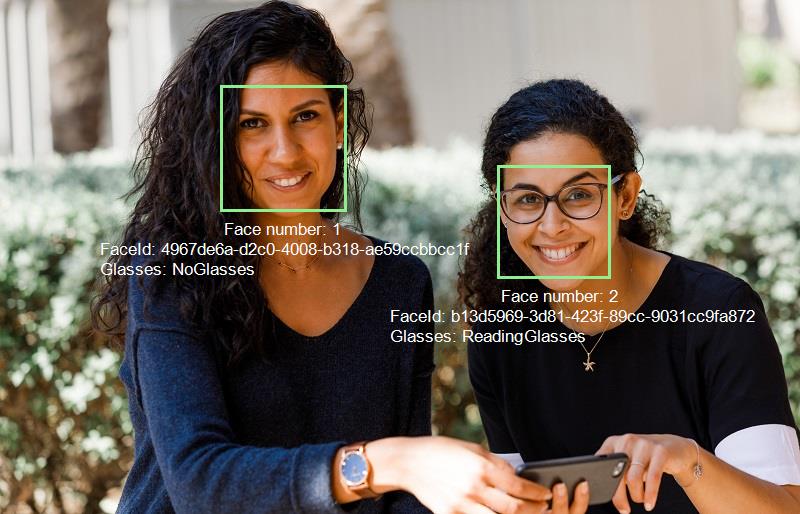 Face number: 1
FaceId: 4967de6a-d2c0-4008-b318-ae59ccbbcc1f
Glasses: NoGlasses
Face number: 2
FaceId: b13d5969-3d81-423f-89cc-9031cc9fa872
Glasses: ReadingGlasses